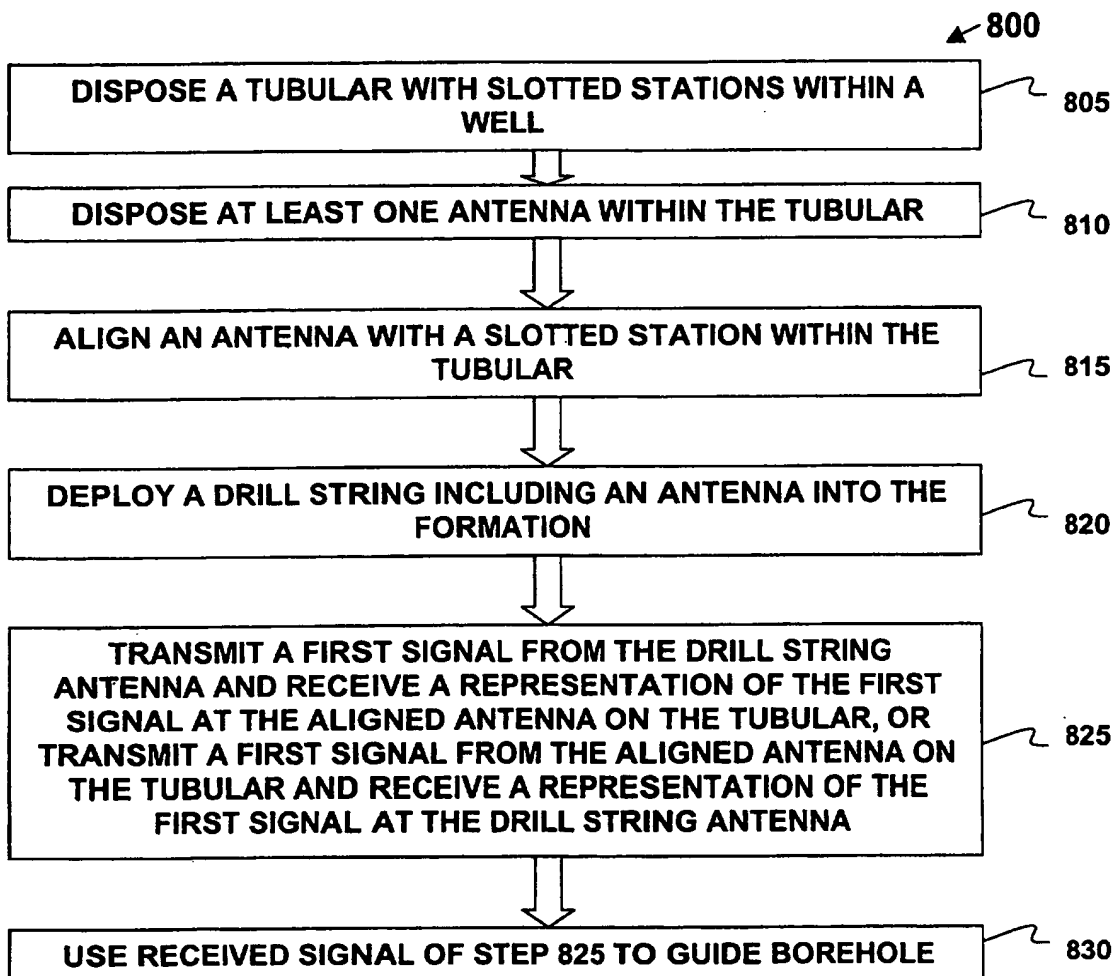 800
DISPOSE A TUBULAR WITH SLOTTED STATIONS WITHIN A
WELL
805
DISPOSE AT LEAST ONE ANTENNA WITHIN THE TUBULAR
810
ALIGN AN ANTENNA WITH A SLOTTED STATION WITHIN THE
TUBULAR
815
DEPLOY A DRILL STRING INCLUDING AN ANTENNA INTO THE
FORMATION
820
TRANSMIT A FIRST SIGNAL FROM THE DRILL STRING
ANTENNA AND RECEIVE A REPRESENTATION OF THE FIRST
SIGNAL AT THE ALIGNED ANTENNA ON THE TUBULAR, OR
TRANSMIT A FIRST SIGNAL FROM THE ALIGNED ANTENNA ON
THE TUBULAR AND RECEIVE A REPRESENTATION OF THE
FIRST SIGNAL AT THE DRILL STRING ANTENNA
825
USE RECEIVED SIGNAL OF STEP 825 TO GUIDE BOREHOLE
830